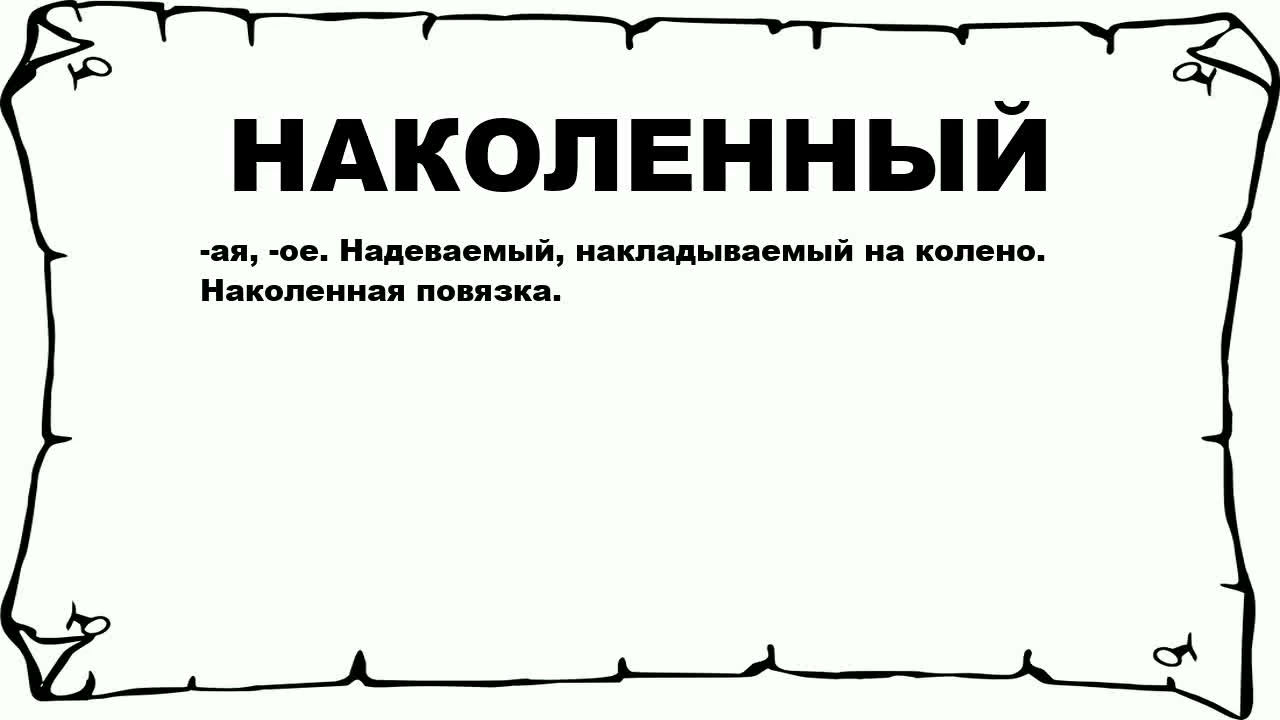 НАКОЛЕННЫЙ
-ая, -ое. Надеваемый, накладываемый на колено.
Наколенная повязка.